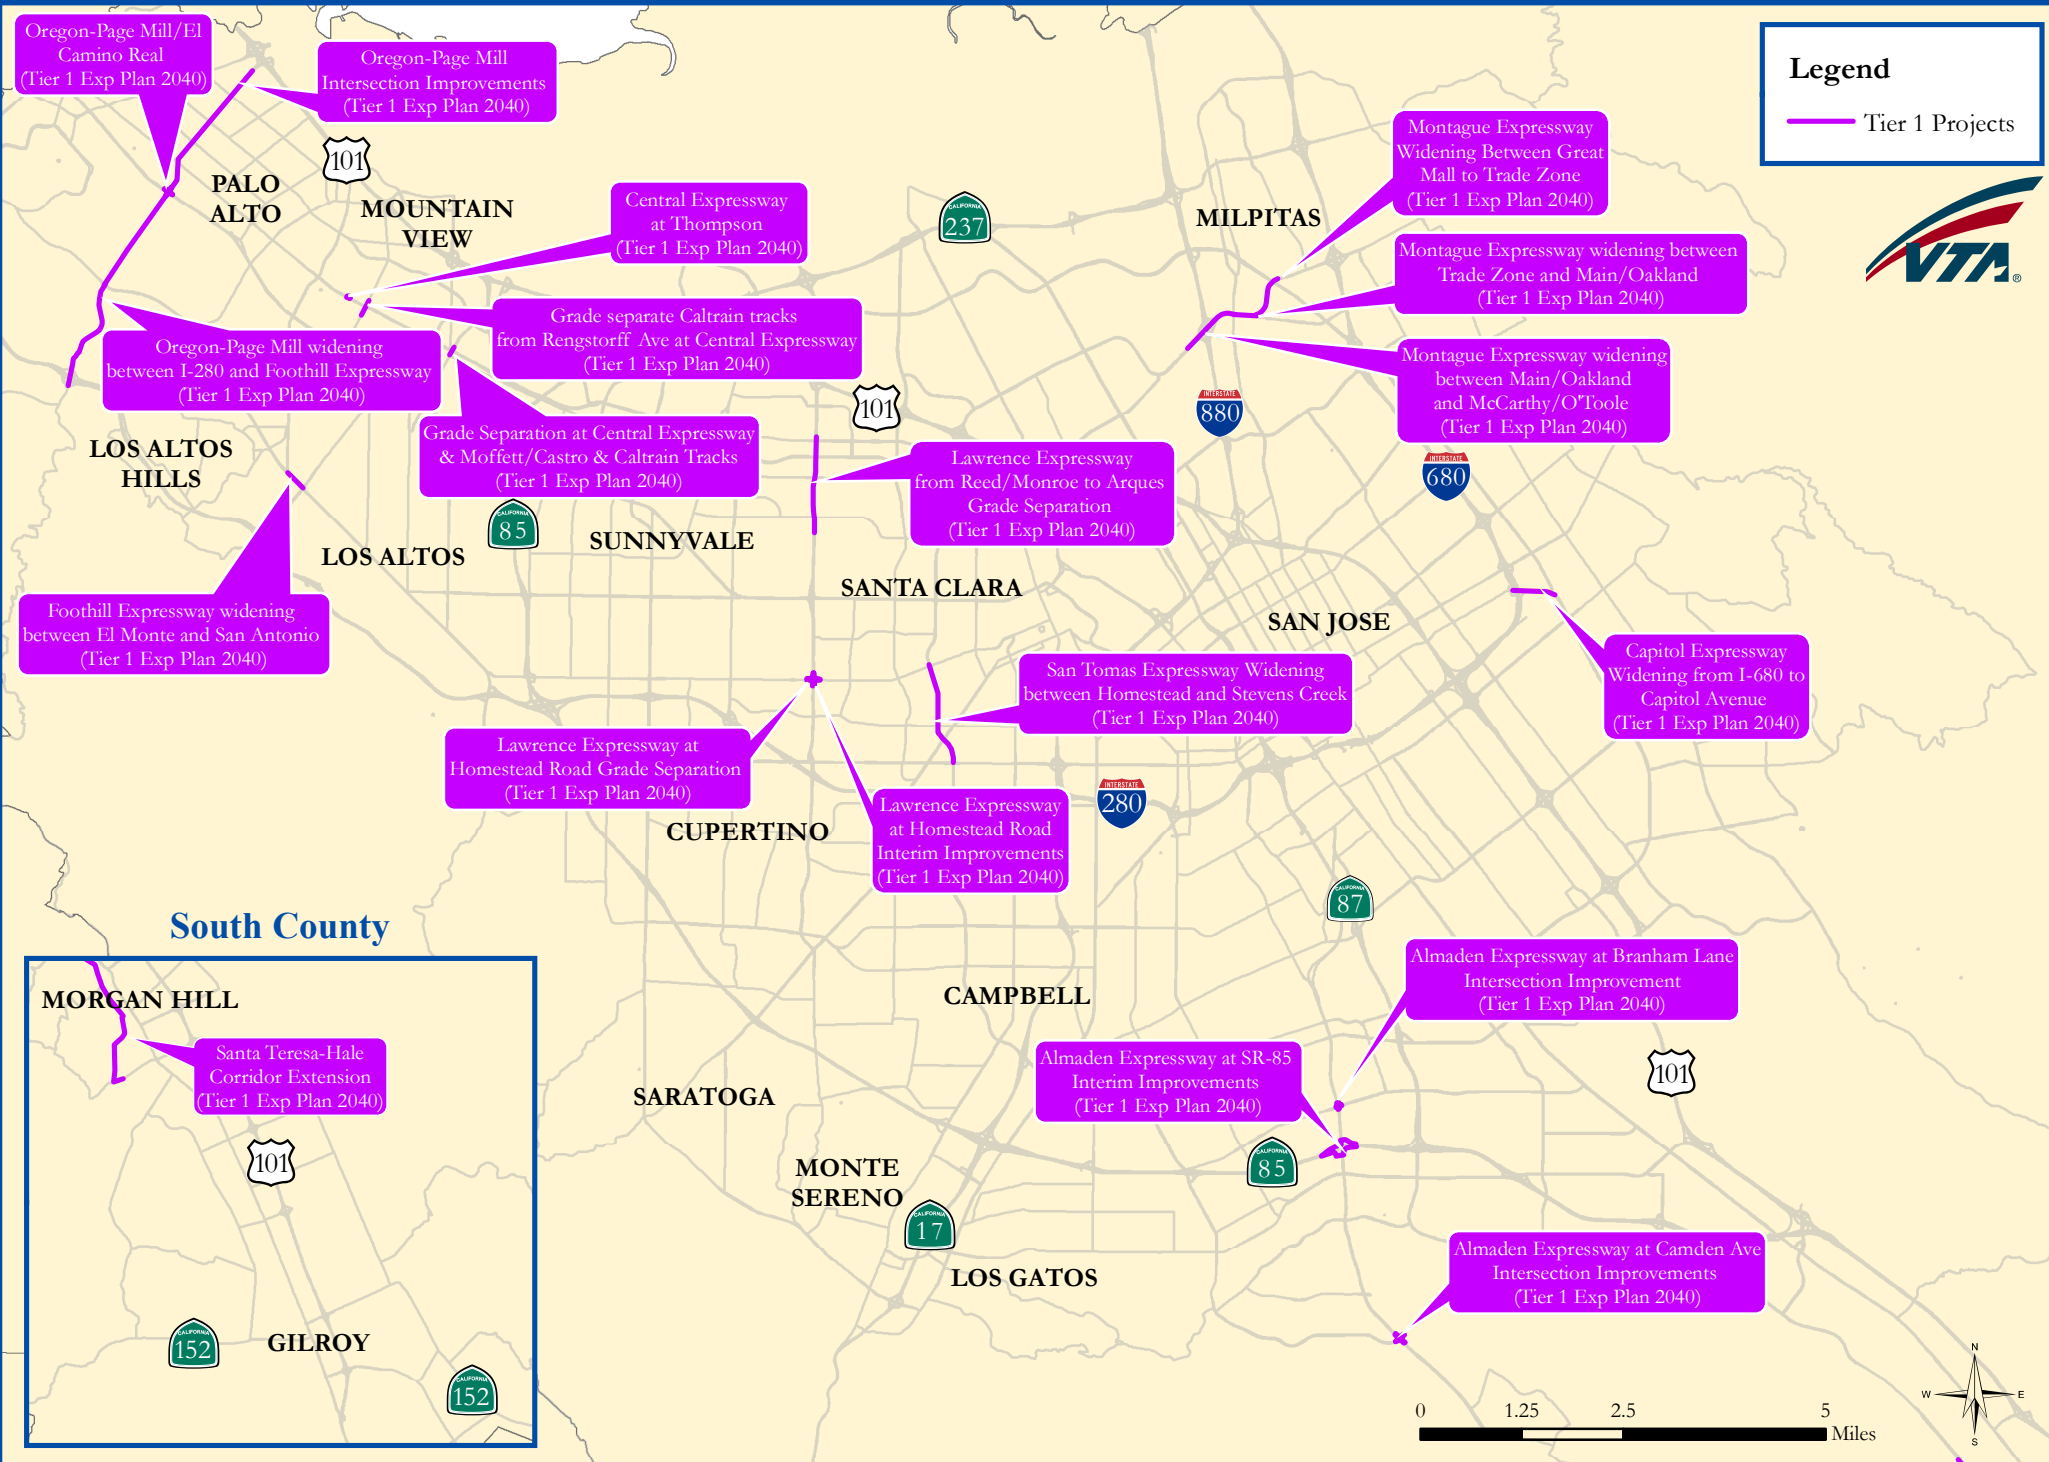 Oregon-Page Mill/El
Camino Real
(Tier 1 Exp Plan 2040)
Oregon-Page Mill
Intersection Improvements
(Tier 1 Exp Plan 2040)
Legend
Tier 1 Projects
VTA®
101
PALO
ALTO
MOUNTAIN
VIEW
Central Expressway
at Thompson
(Tier 1 Exp Plan 2040)
CALIFORNIA
237
MILPITAS
Montague Expressway
Widening Between Great
Mall to Trade Zone
(Tier 1 Exp Plan 2040)
Montague Expressway widening between
Trade Zone and Main/Oakland
(Tier 1 Exp Plan 2040)
Montague Expressway widening
between Main/Oakland
and McCarthy/O'Toole
(Tier 1 Exp Plan 2040)
Grade separate Caltrain tracks
from Rengstorff Ave at Central Expressway
(Tier 1 Exp Plan 2040)
Oregon-Page Mill widening
between I-280 and Foothill Expressway
(Tier 1 Exp Plan 2040)
101
INTERSTATE
880
INTERSTATE
680
LOS ALTOS
HILLS
Grade Separation at Central Expressway
& Moffett/Castro & Caltrain Tracks
(Tier 1 Exp Plan 2040)
Lawrence Expressway
from Reed/Monroe to Arques
Grade Separation
(Tier 1 Exp Plan 2040)
CALIFORNIA
85
SUNNYVALE
LOS ALTOS
SANTA CLARA
SAN JOSE
Foothill Expressway widening
between El Monte and San Antonio
(Tier 1 Exp Plan 2040)
San Tomas Expressway Widening
between Homestead and Stevens Creek
(Tier 1 Exp Plan 2040)
Capitol Expressway
Widening from I-680 to
Capitol Avenue
(Tier 1 Exp Plan 2040)
Lawrence Expressway at
Homestead Road Grade Separation
(Tier 1 Exp Plan 2040)
Lawrence Expressway
at Homestead Road
Interim Improvements
(Tier 1 Exp Plan 2040)
INTERSTATE
280
CUPERTINO
CALIFORNIA
87
South County
MORGAN HILL
Santa Teresa-Hale
Corridor Extension
(Tier 1 Exp Plan 2040)
101
CALIFORNIA
152
GILROY
CALIFORNIA
152
CAMPBELL
Almaden Expressway at Branham Lane
Intersection Improvement
(Tier 1 Exp Plan 2040)
Almaden Expressway at SR-85
Interim Improvements
(Tier 1 Exp Plan 2040)
101
SARATOGA
MONTE
SERENO
CALIFORNIA
85
CALIFORNIA
17
LOS GATOS
Almaden Expressway at Camden Ave
Intersection Improvements
(Tier 1 Exp Plan 2040)
N
W E
S
0 1.25 2.5 5
Miles